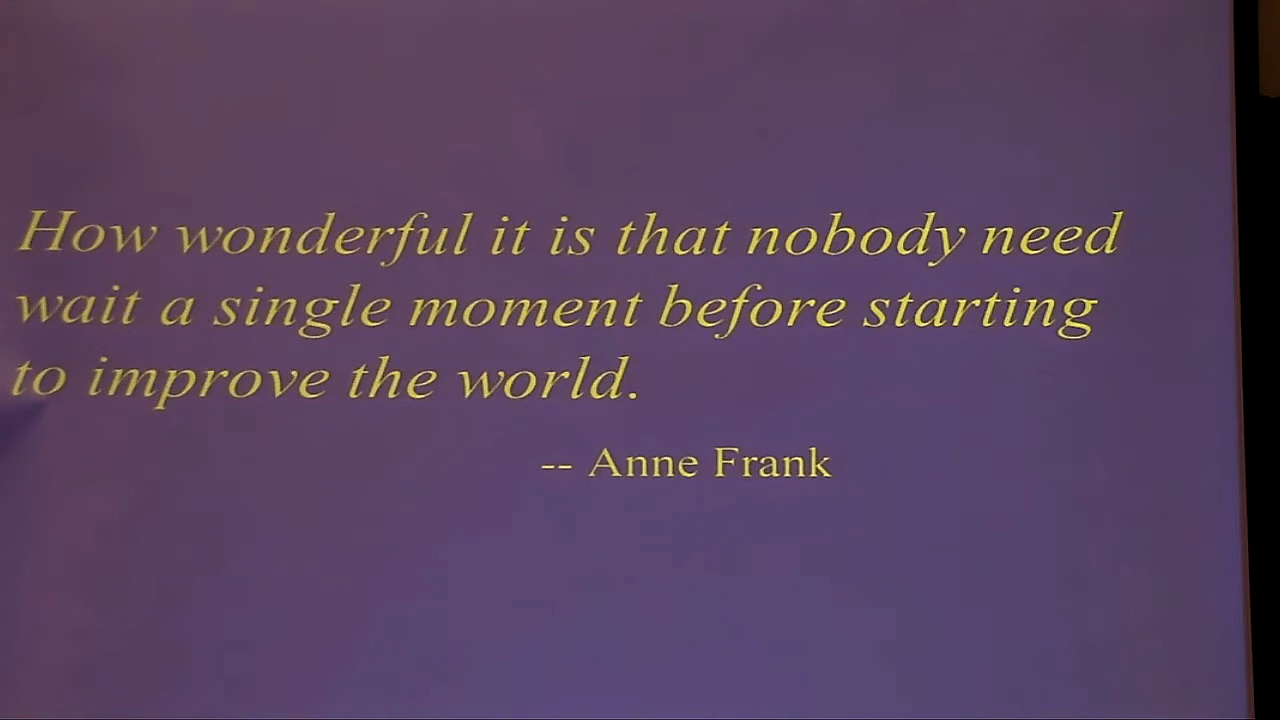 How wonderful it is that nobody need
wait a single moment before starting
to improve the world.
-- Anne Frank